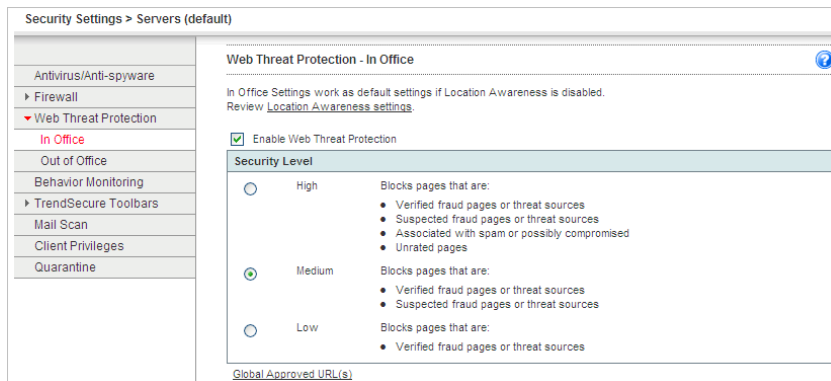 Security Settings > Servers (default)
Antivirus/Anti-spyware
Firewall
Web Threat Protection
In Office
Out of Office
Behavior Monitoring
TrendSecure Toolbars
Mail Scan
Client Privileges
Quarantine
Web Threat Protection - In Office
?
In Office Settings work as default settings if Location Awareness is disabled.
Review Location Awareness settings.
Enable Web Threat Protection
Security Level
High Blocks pages that are:
• Verified fraud pages or threat sources
• Suspected fraud pages or threat sources
• Associated with spam or possibly compromised
• Unrated pages
Medium Blocks pages that are:
• Verified fraud pages or threat sources
• Suspected fraud pages or threat sources
Low Blocks pages that are:
• Verified fraud pages or threat sources
Global Approved URL(s)